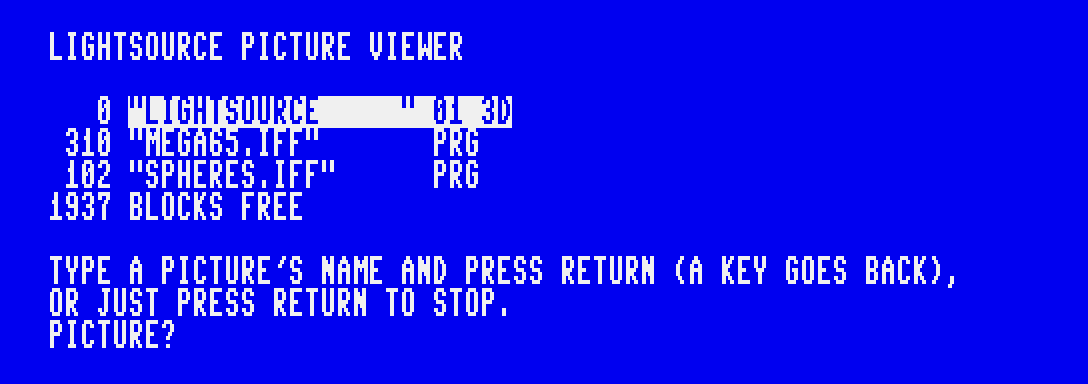 LIGHTSOURCE PICTURE VIEWER
0 "LIGHTSOURCE     " 01 3D
310 "MEGA65.IFF"       PRG
102 "SPHERES.IFF"      PRG
1937 BLOCKS FREE
TYPE A PICTURE'S NAME AND PRESS RETURN (A KEY GOES BACK),
OR JUST PRESS RETURN TO STOP.
PICTURE?